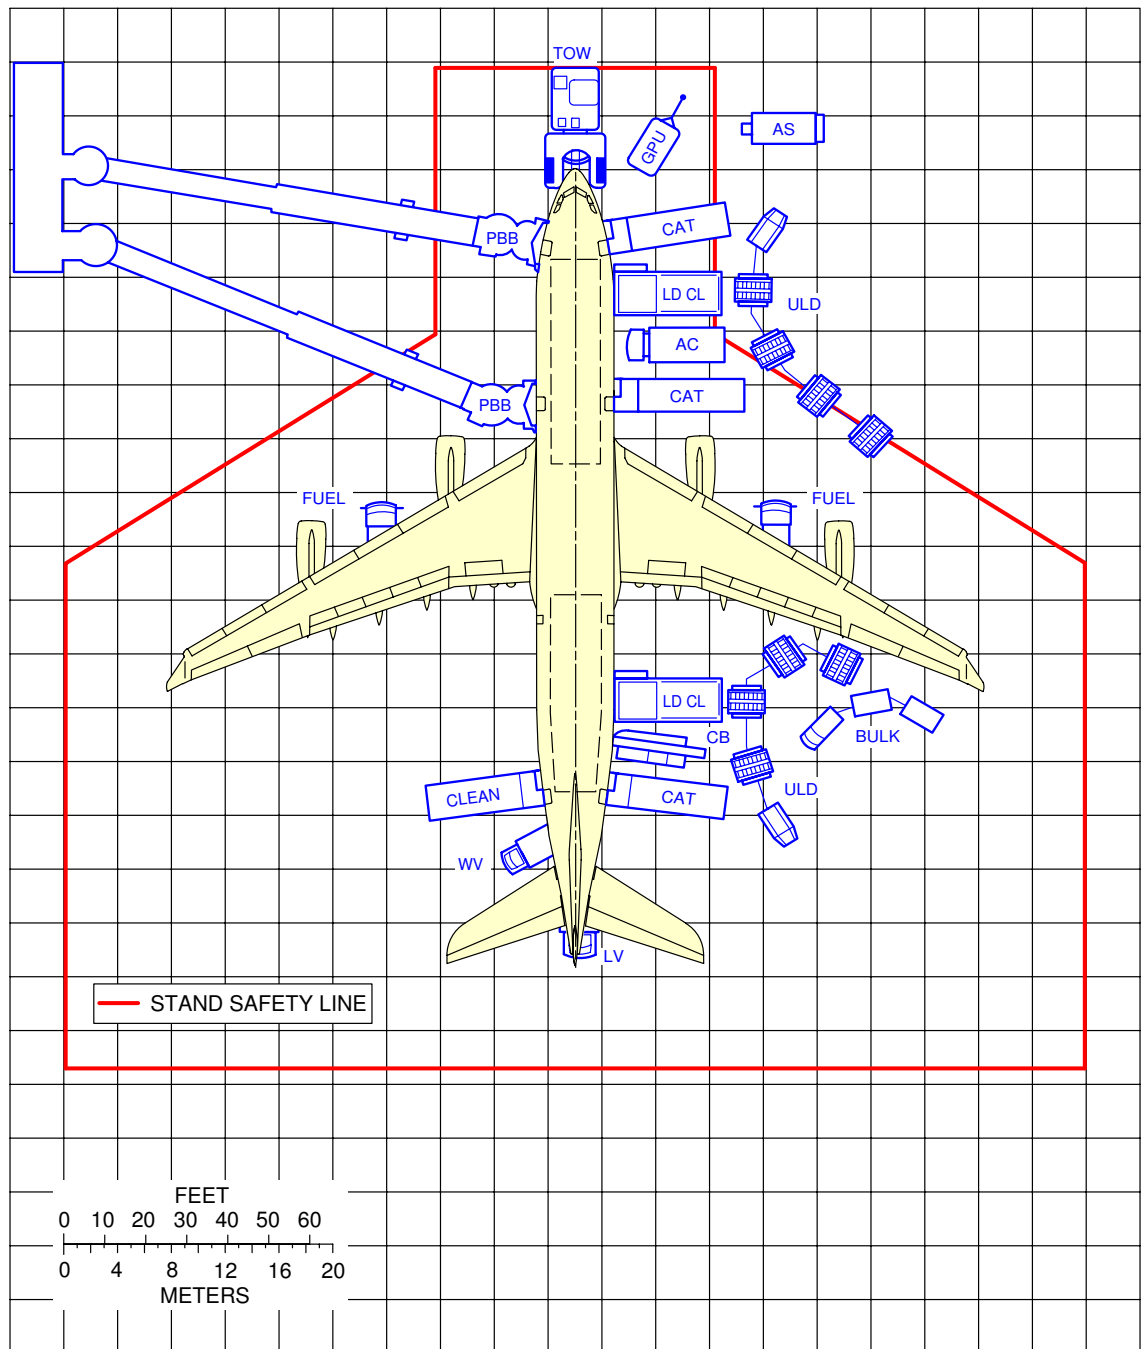 TOW
AS
GPU
CAT
PBB
LD CL
ULD
AC
CAT
PBB
FUEL
FUEL
LD CL
CB
BULK
CLEAN
CAT
ULD
WV
LV
STAND SAFETY LINE
FEET
0 10 20 30 40 50 60
0 4 8 12 16 20
METERS